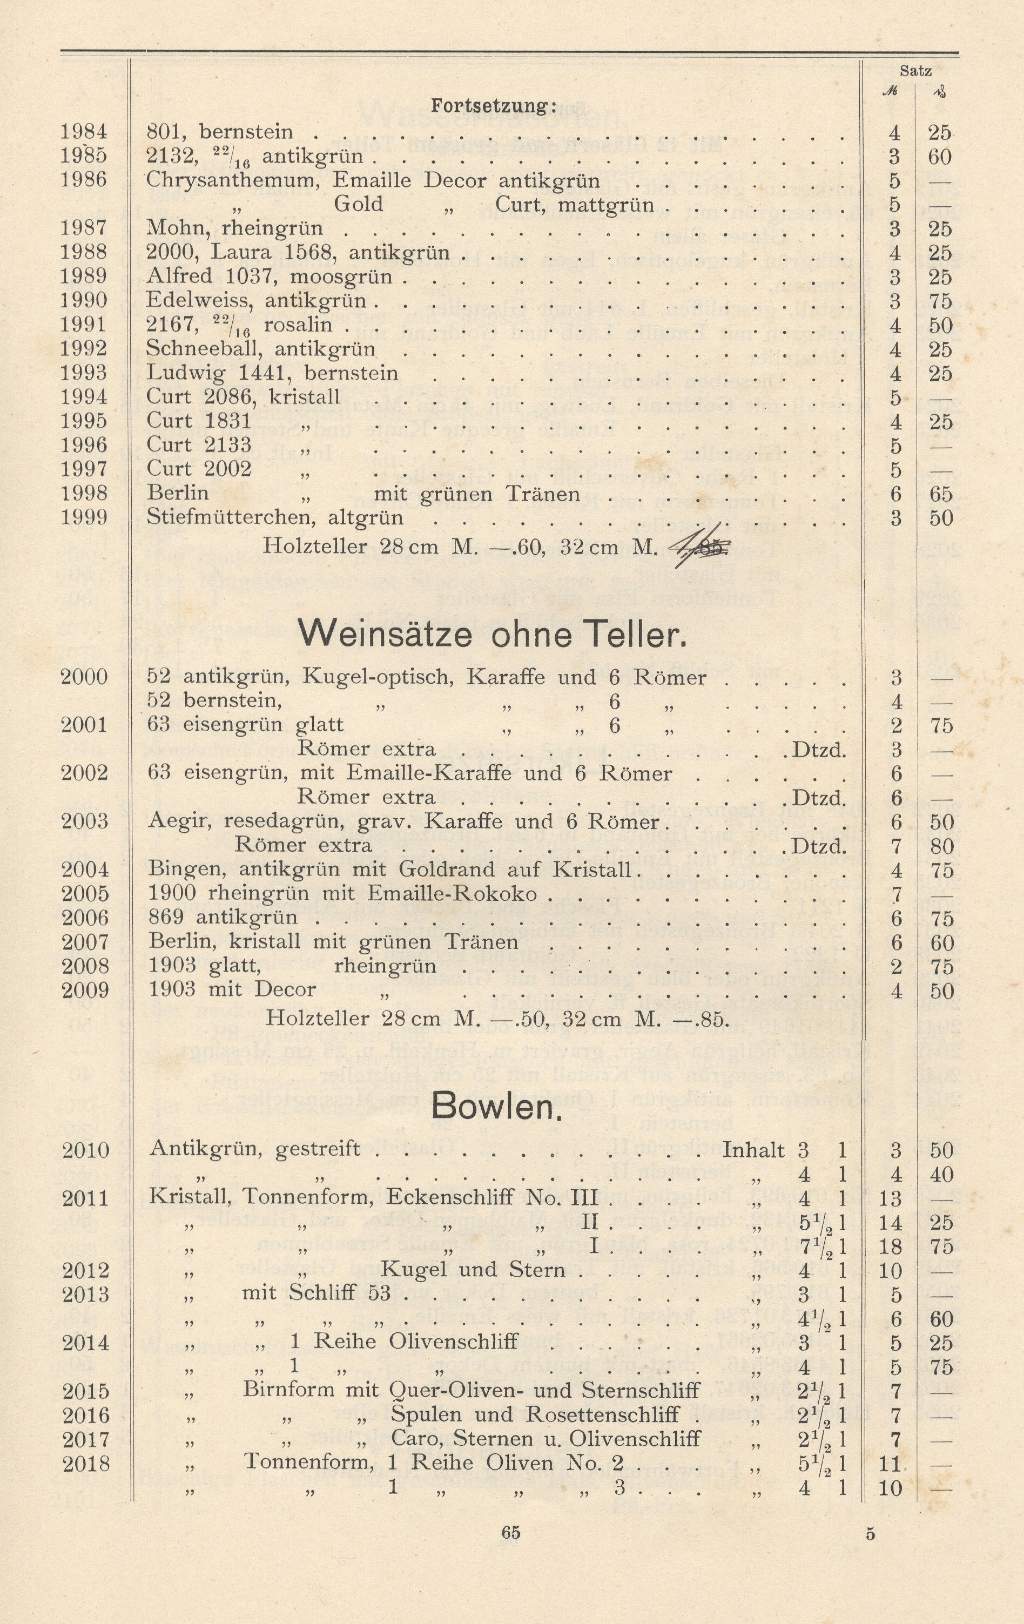 Satz
ℳ ₰
Fortsetzung:
1984 801, bernstein . . . . . . . . . . . . . . . . . . . 4 25
1985 2132, 22/16 antikgrün . . . . . . . . . . . . . . . . . 3 60
1986 Chrysanthemum, Emaille Decor antikgrün . . . . . . . . 5 —
„ Gold „ Curt, mattgrün . . . . . . . 5 —
1987 Mohn, rheingrün . . . . . . . . . . . . . . . . . . 3 25
1988 2000, Laura 1568, antikgrün . . . . . . . . . . . . . . 4 25
1989 Alfred 1037, moosgrün . . . . . . . . . . . . . . . . 3 25
1990 Edelweiss, antikgrün . . . . . . . . . . . . . . . . . 3 75
1991 2167, 22/16 rosalin . . . . . . . . . . . . . . . . . . 4 50
1992 Schneeball, antikgrün . . . . . . . . . . . . . . . . 4 25
1993 Ludwig 1441, bernstein . . . . . . . . . . . . . . . 4 25
1994 Curt 2086, kristall . . . . . . . . . . . . . . . . . 5 —
1995 Curt 1831 „ . . . . . . . . . . . . . . . . . 4 25
1996 Curt 2133 „ . . . . . . . . . . . . . . . . . 5 —
1997 Curt 2002 „ . . . . . . . . . . . . . . . . . 5 —
1998 Berlin „ mit grünen Tränen . . . . . . . . . 6 65
1999 Stiefmütterchen, altgrün . . . . . . . . . . . . . . . 3 50
Holzteller 28 cm M. —.60, 32 cm M.
Weinsätze ohne Teller.
2000 52 antikgrün, Kugel-optisch, Karaffe und 6 Römer . . . . . 3 —
52 bernstein, „ „ „ 6 „ . . . . . 4 —
2001 63 eisengrün glatt „ „ 6 „ . . . . . 2 75
Römer extra . . . . . . . . . . . . Dtzd. 3 —
2002 63 eisengrün, mit Emaille-Karaffe und 6 Römer . . . . . . 6 —
Römer extra . . . . . . . . . . . . Dtzd. 6 —
2003 Aegir, resedagrün, grav. Karaffe und 6 Römer . . . . . . . 6 50
Römer extra . . . . . . . . . . . . . . Dtzd. 7 80
2004 Bingen, antikgrün mit Goldrand auf Kristall . . . . . . . . 4 75
2005 1900 rheingrün mit Emaille-Rokoko . . . . . . . . . . . 7 —
2006 869 antikgrün . . . . . . . . . . . . . . . . . . . 6 75
2007 Berlin, kristall mit grünen Tränen . . . . . . . . . . . 6 60
2008 1903 glatt, rheingrün . . . . . . . . . . . . . . 2 75
2009 1903 mit Decor „ . . . . . . . . . . . . . . 4 50
Holzteller 28 cm M. —.50, 32 cm M. —.85.
Bowlen.
2010 Antikgrün, gestreift . . . . . . . . . . . . Inhalt 3 l 3 50
„ „ . . . . . . . . . . . . „ 4 l 4 40
2011 Kristall, Tonnenform, Eckenschliff No. III . . . . „ 4 l 13 —
„ „ „ „ II . . . . „ 5 1/2 l 14 25
„ „ „ „ I . . . . „ 7 1/2 l 18 75
2012 „ „ Kugel und Stern . . . . . „ 4 l 10 —
2013 „ mit Schliff 53 . . . . . . . . . . . „ 3 l 5 —
„ „ „ „ . . . . . . . . . . . „ 4 1/2 l 6 60
2014 „ „ 1 Reihe Olivenschliff . . . . . . „ 3 l 5 25
„ „ 1 „ „ . . . . . . „ 4 l 5 75
2015 „ Birnform mit Quer-Oliven- und Sternschliff „ 2 1/2 l 7 —
2016 „ „ „ Spulen und Rosettenschliff . „ 2 1/2 l 7 —
2017 „ „ „ Caro, Sternen u. Olivenschliff „ 2 1/2 l 7 —
2018 „ Tonnenform, 1 Reihe Oliven No. 2 . . . „ 5 1/2 l 11 —
„ „ 1 „ „ „ 3 . . . „ 4 l 10 —
65 5